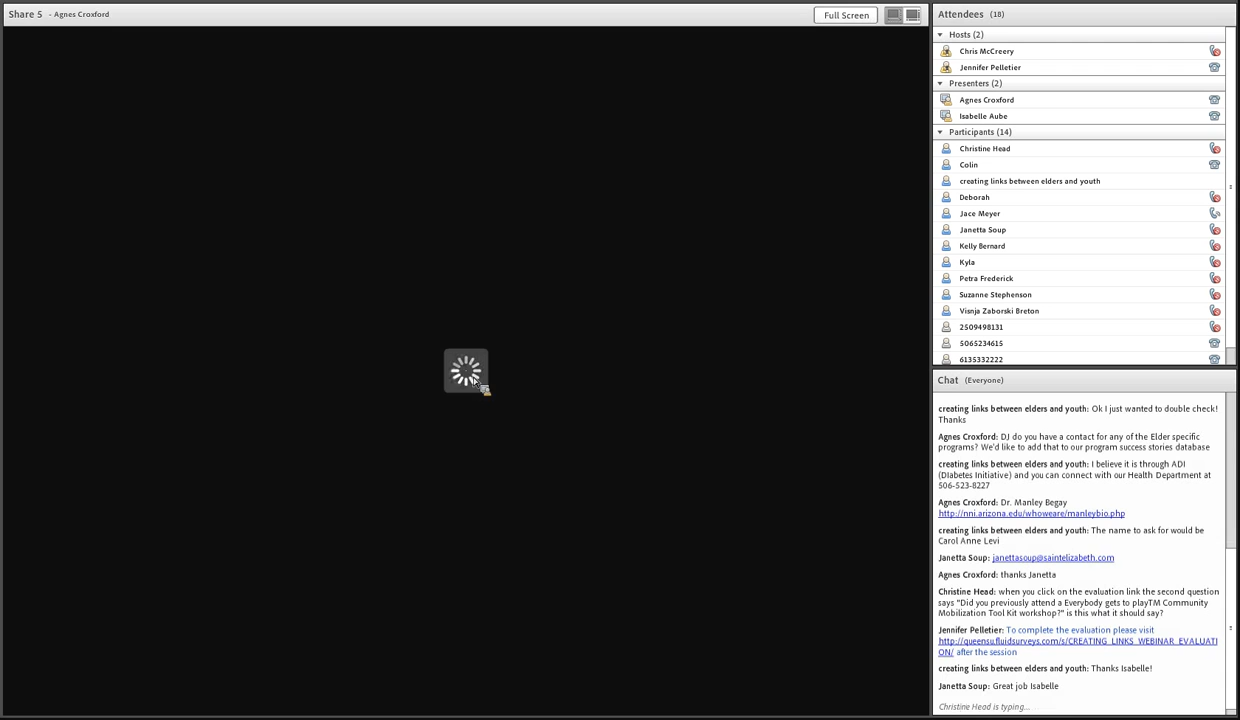 Share 5 - Agnes Croxford
Full Screen
Attendees (18)
Hosts (2)
Chris McCreery
Jennifer Pelletier
Presenters (2)
Agnes Croxford
Isabelle Aube
Participants (14)
Christine Head
Colin
creating links between elders and youth
Deborah
Jace Meyer
Janetta Soup
Kelly Bernard
Kyla
Petra Frederick
Suzanne Stephenson
Visnja Zaborski Breton
2509498131
5065234615
6135332222
Chat (Everyone)
creating links between elders and youth: Ok I just wanted to double check!
Thanks
Agnes Croxford: DJ do you have a contact for any of the Elder specific
programs? We'd like to add that to our program success stories database
creating links between elders and youth: I believe it is through ADI
(DIabetes Initiative) and you can connect with our Health Department at
506-523-8227
Agnes Croxford: Dr. Manley Begay
http://nni.arizona.edu/whoweare/manleybio.php
creating links between elders and youth: The name to ask for would be
Carol Anne Levi
Janetta Soup: janettasoup@saintelizabeth.com
Agnes Croxford: thanks Janetta
Christine Head: when you click on the evaluation link the second question
says "Did you previously attend a Everybody gets to playTM Community
Mobilization Tool Kit workshop?" is this what it should say?
Jennifer Pelletier: To complete the evaluation please visit
http://queensu.fluidsurveys.com/s/CREATING_LINKS_WEBINAR_EVALUATI
ON/ after the session
creating links between elders and youth: Thanks Isabelle!
Janetta Soup: Great job Isabelle
Christine Head is typing...